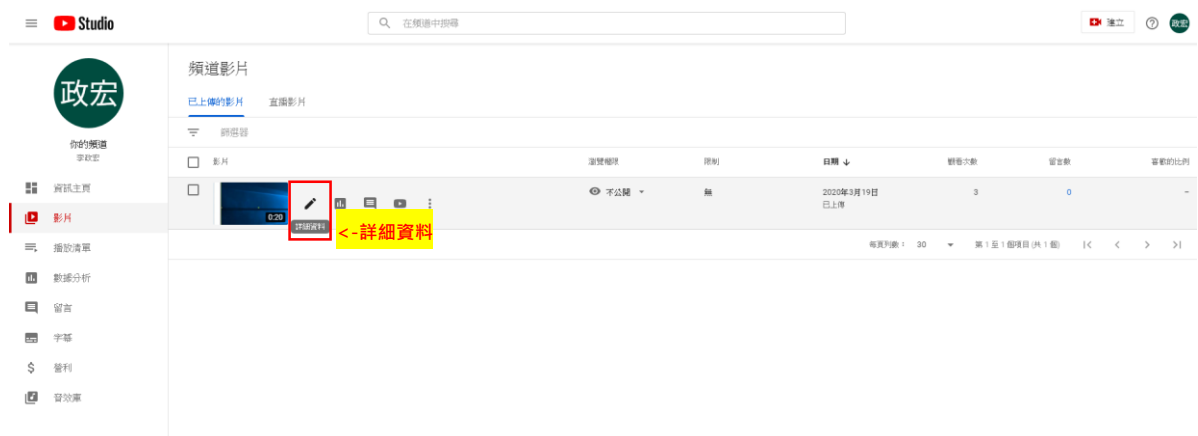 Studio
在頻道中搜尋
建立
政宏
政宏
你的頻道
李政宏
資訊主頁
影片
播放清單
數據分析
留言
字幕
營利
音效庫
頻道影片
已上傳的影片 直播影片
篩選器
影片 瀏覽權限 限制 日期 ↓ 觀看次數 留言數 喜歡的比例
0:20
詳細資料
<-詳細資料
不公開 無 2020年3月19日 3 0 –
已上傳
每頁列數： 30 第 1 至 1 個項目 (共 1 個)